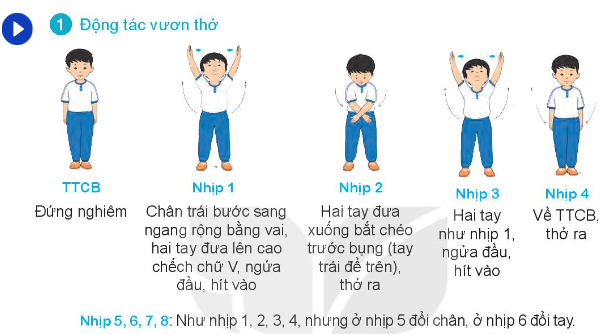 1 Động tác vươn thở
TTCB
Đứng nghiêm
Nhịp 1
Chân trái bước sang
ngang rộng bằng vai,
hai tay đưa lên cao
chếch chữ V, ngửa
đầu, hít vào
Nhịp 2
Hai tay đưa
xuống bắt chéo
trước bụng (tay
trái để trên),
thở ra
Nhịp 3
Hai tay
như nhịp 1,
ngửa đầu,
hít vào
Nhịp 4
Về TTCB,
thở ra
Nhịp 5, 6, 7, 8: Như nhịp 1, 2, 3, 4, nhưng ở nhịp 5 đổi chân, ở nhịp 6 đổi tay.